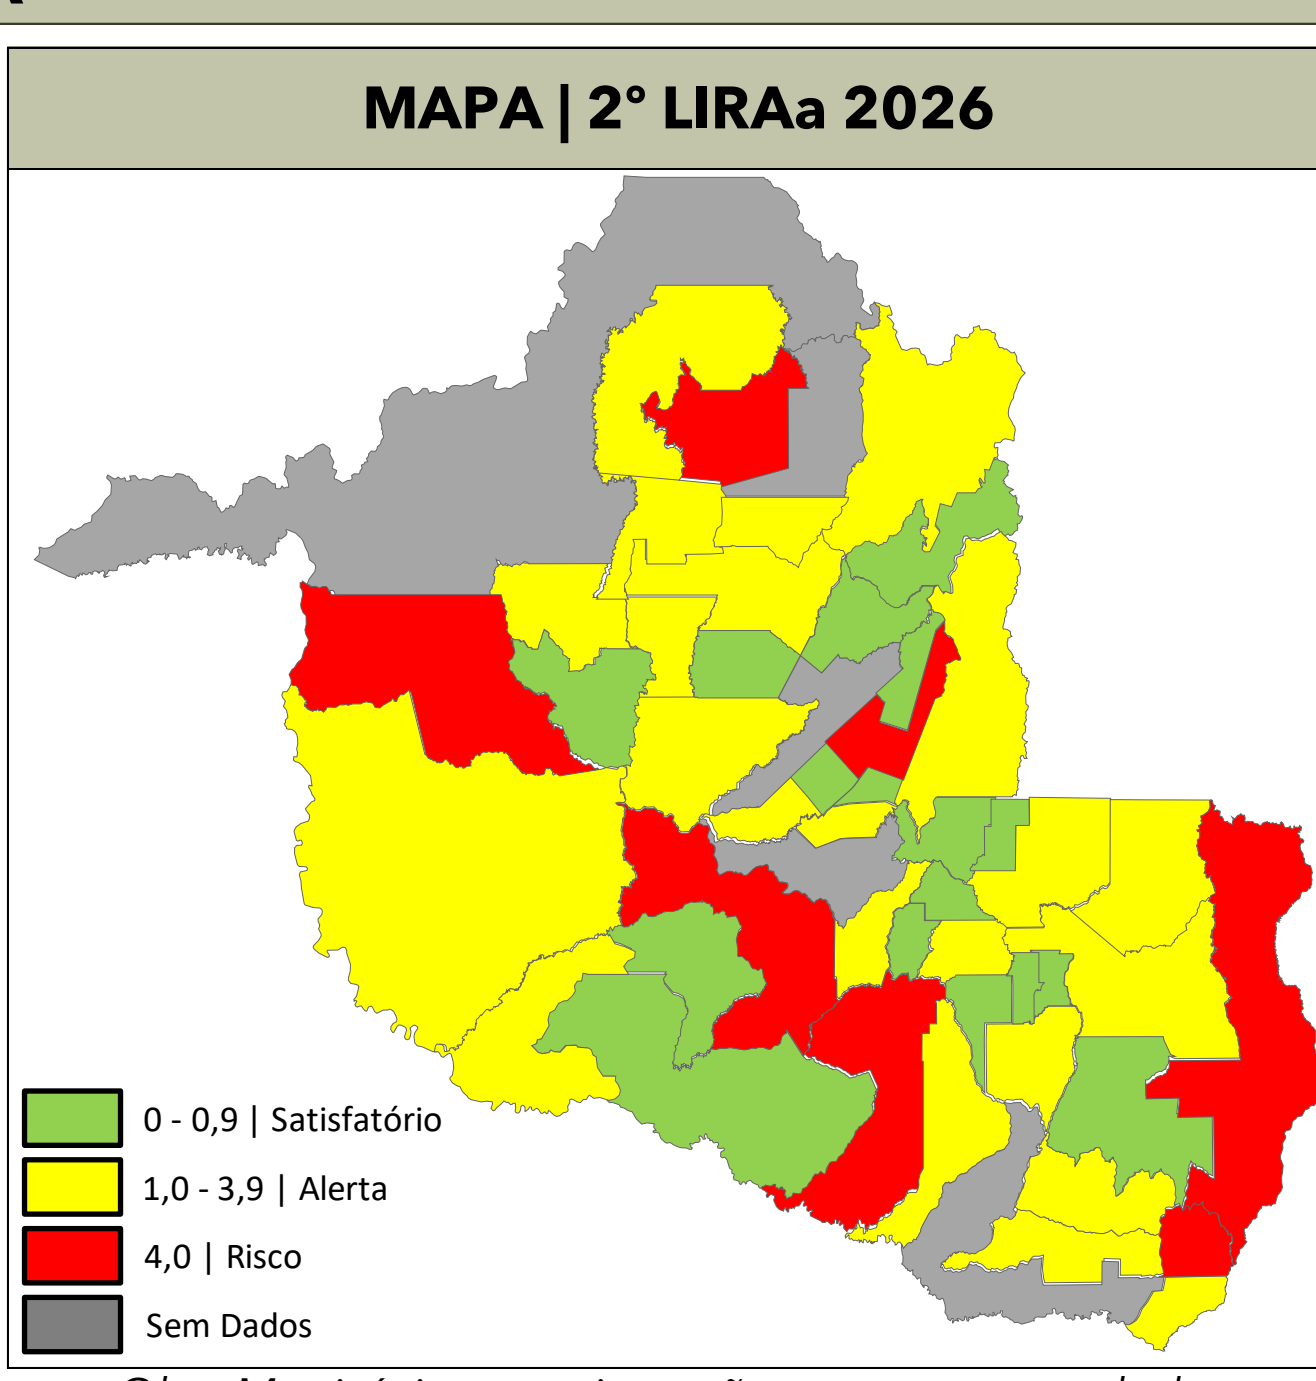 MAPA | 2° LIRAa 2026
0 - 0,9 | Satisfatório
1,0 - 3,9 | Alerta
4,0 | Risco
Sem Dados